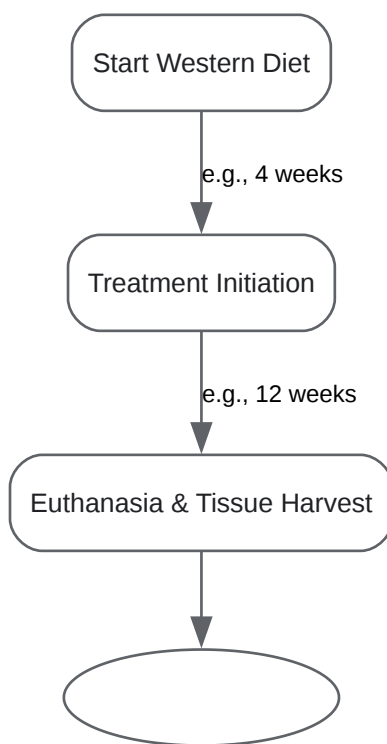 Start Western Diet
e.g., 4 weeks
Treatment Initiation
e.g., 12 weeks
Euthanasia & Tissue Harvest